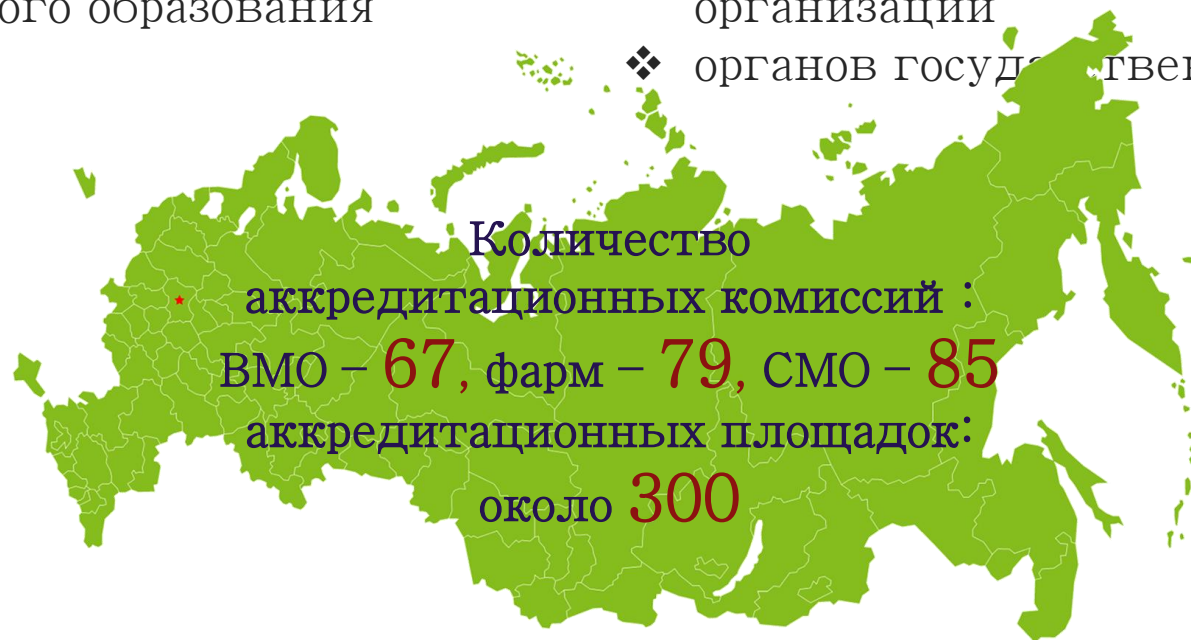 ого образования
организации
❖ органов госуд
Количество
аккредитационных комиссий :
ВМО – 67, фарм – 79, СМО – 85
аккредитационных площадок:
около 300